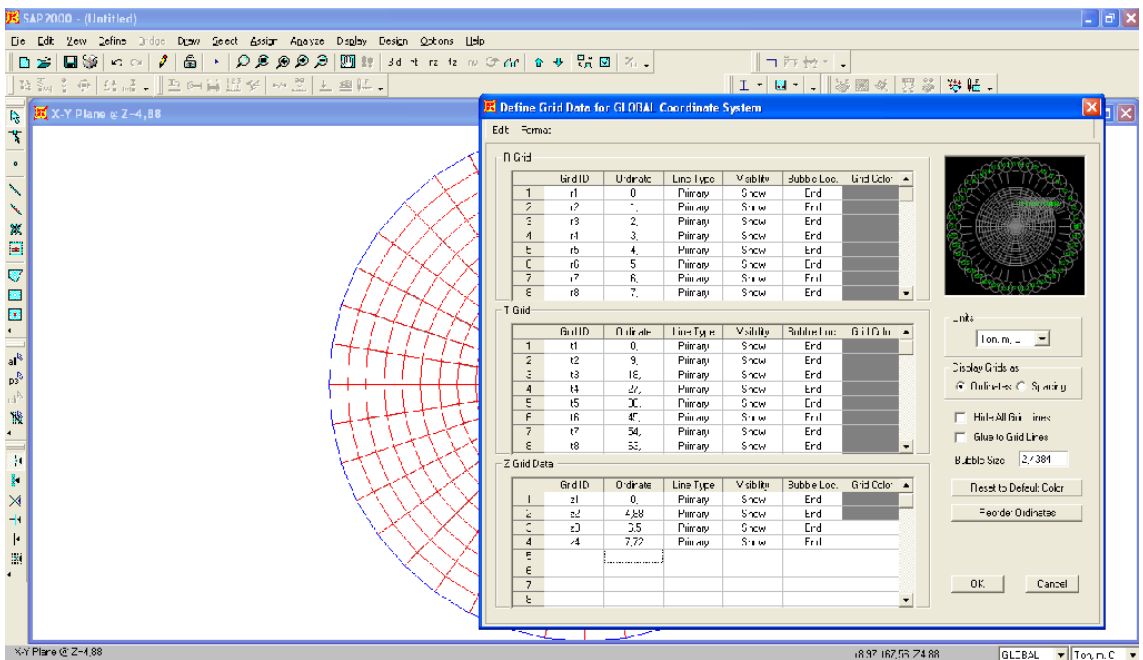 SAP2000 - (Untitled)
File Edit View Define Bridge Draw Select Assign Analyze Display Design Options Help
X-Y Plane @ Z=4,88
Define Grid Data for GLOBAL Coordinate System
Edit Format
R Grid
Grid ID Ordinate Line Type Visibility Bubble Loc. Grid Color
1 r1 0, Primary Show End
2 r2 1, Primary Show End
3 r3 2, Primary Show End
4 r4 3, Primary Show End
5 r5 4, Primary Show End
6 r6 5, Primary Show End
7 r7 6, Primary Show End
8 r8 7, Primary Show End
T Grid
Grid ID Ordinate Line Type Visibility Bubble Loc. Grid Color
1 t1 0, Primary Show End
2 t2 9, Primary Show End
3 t3 18, Primary Show End
4 t4 27, Primary Show End
5 t5 36, Primary Show End
6 t6 45, Primary Show End
7 t7 54, Primary Show End
8 t8 63, Primary Show End
Z Grid Data
Grid ID Ordinate Line Type Visibility Bubble Loc. Grid Color
1 z1 0, Primary Show End
2 z2 4,88 Primary Show End
3 z3 Primary Show End
4 z4 7,72 Primary Show End
5
6
7
8
Units
Ton, m, C
Display Grids as
Ordinates Spacing
Hide All Grid Lines
Glue to Grid Lines
Bubble Size 2,4384
Reset to Default Color
Reorder Ordinates
OK Cancel
X-Y Plane @ Z=4,88
GLOBAL Ton, m, C